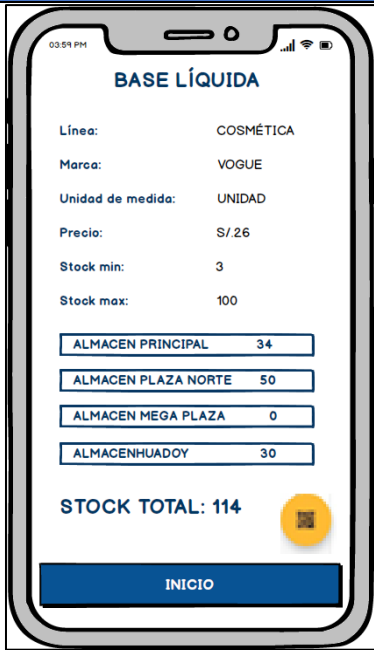 03:59 PM
BASE LÍQUIDA
Línea: COSMÉTICA
Marca: VOGUE
Unidad de medida: UNIDAD
Precio: S/.26
Stock min: 3
Stock max: 100
ALMACEN PRINCIPAL 34
ALMACEN PLAZA NORTE 50
ALMACEN MEGA PLAZA 0
ALMACENHUADOY 30
STOCK TOTAL: 114
INICIO